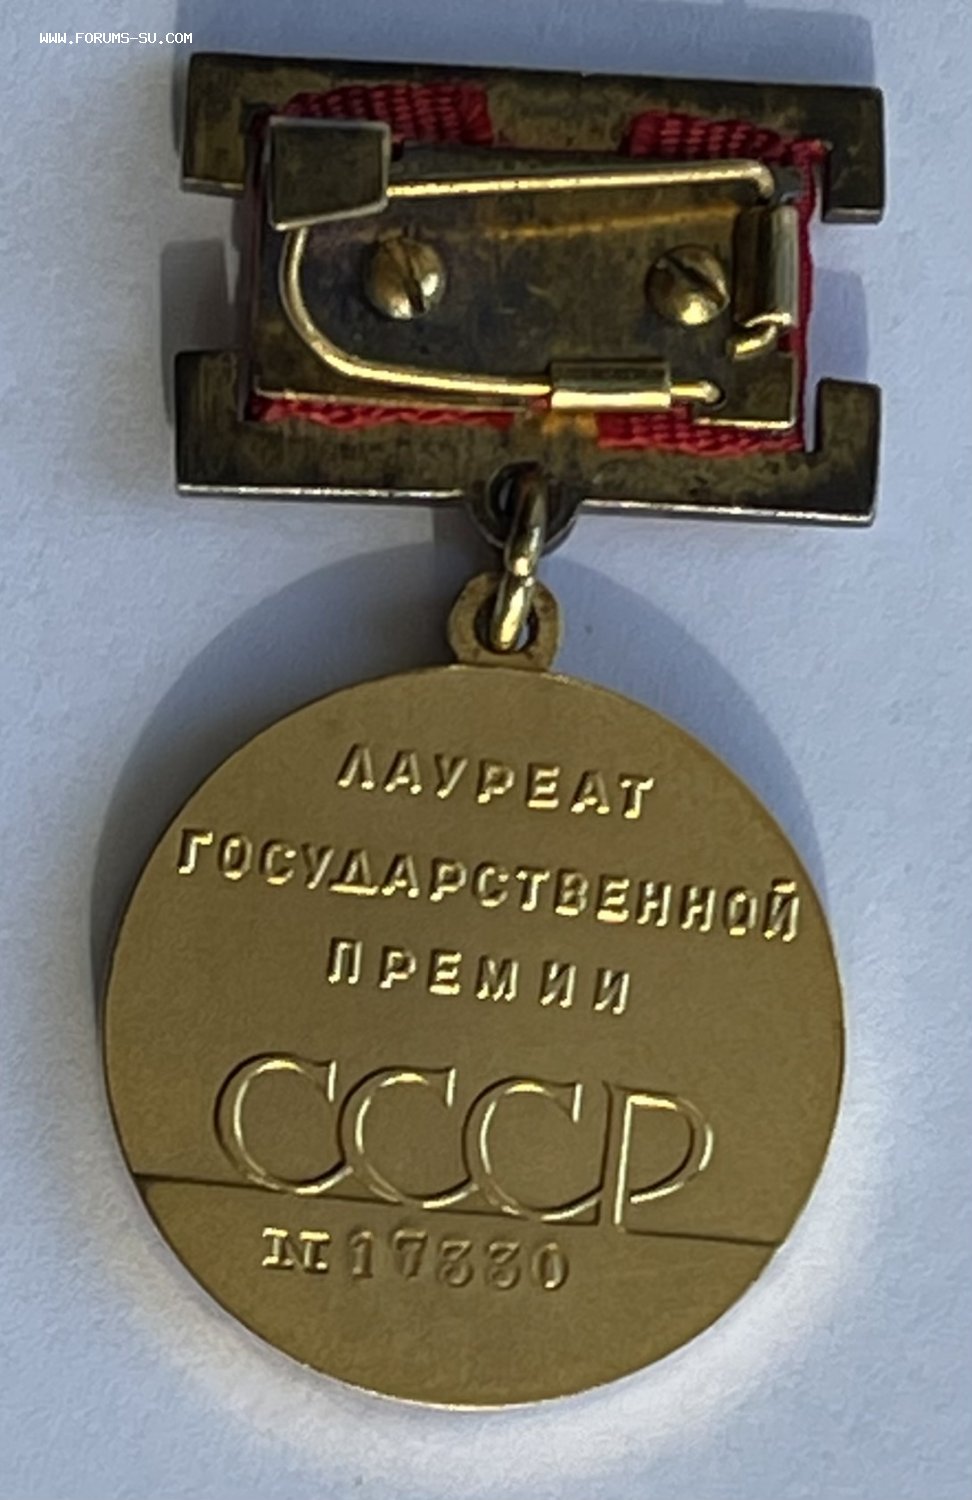 WWW.FORUMS-SU.COM
ЛАУРЕАТ
ГОСУДАРСТВЕННОЙ
ПРЕМИИ
СССР
№ 17330